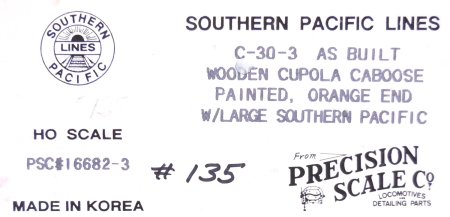 SOUTHERN
LINES
PACIFIC
SOUTHERN PACIFIC LINES
C-30-3 AS BUILT
WOODEN CUPOLA CABOOSE
PAINTED, ORANGE END
W/LARGE SOUTHERN PACIFIC
HO SCALE
PSC#16682-3
# 135
From
PRECISION
SCALE Co
LOCOMOTIVES
DETAILING PARTS
MADE IN KOREA